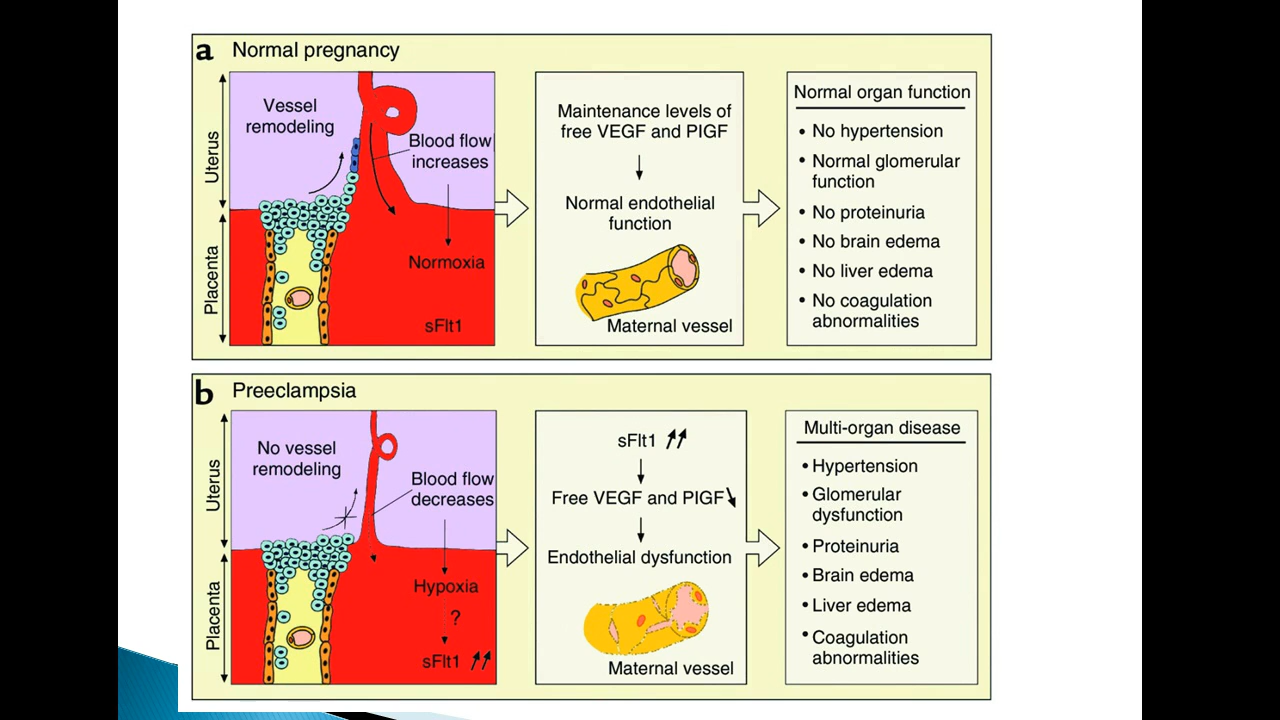 a Normal pregnancy
Uterus
Placenta
Vessel
remodeling
Blood flow
increases
Normoxia
sFlt1
Maintenance levels of
free VEGF and PlGF
Normal endothelial
function
Maternal vessel
Normal organ function
• No hypertension
• Normal glomerular
function
• No proteinuria
• No brain edema
• No liver edema
• No coagulation
abnormalities
b Preeclampsia
Uterus
Placenta
No vessel
remodeling
Blood flow
decreases
Hypoxia
?
sFlt1
sFlt1
Free VEGF and PlGF
Endothelial dysfunction
Maternal vessel
Multi-organ disease
• Hypertension
• Glomerular
dysfunction
• Proteinuria
• Brain edema
• Liver edema
• Coagulation
abnormalities